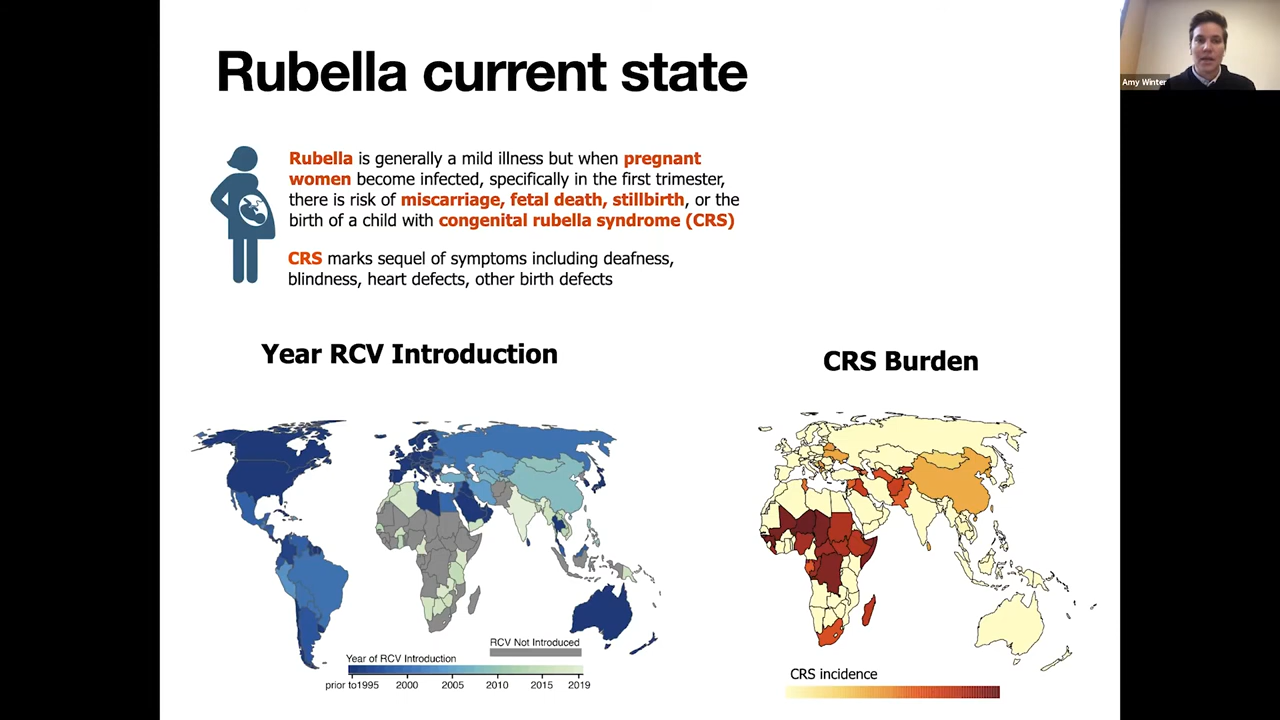 Rubella current state
Amy Winter
Rubella is generally a mild illness but when pregnant
women become infected, specifically in the first trimester,
there is risk of miscarriage, fetal death, stillbirth, or the
birth of a child with congenital rubella syndrome (CRS)
CRS marks sequel of symptoms including deafness,
blindness, heart defects, other birth defects
Year RCV Introduction
CRS Burden
RCV Not Introduced
Year of RCV Introduction
prior to1995 2000 2005 2010 2015 2019
CRS incidence